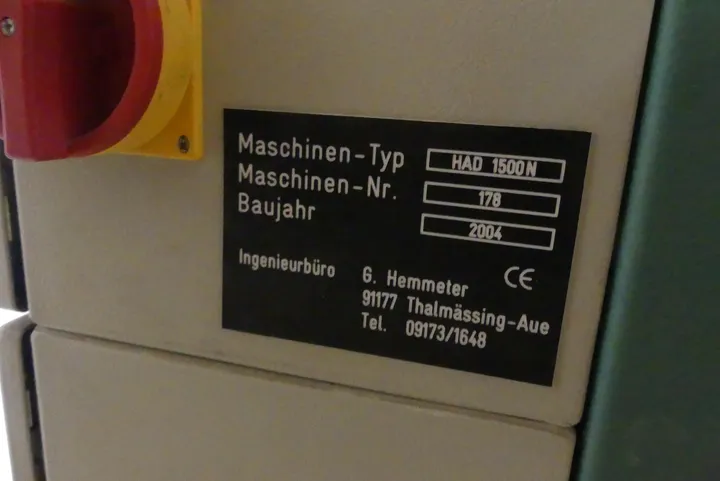 Maschinen-Typ HAD 1500N
Maschinen-Nr. 178
Baujahr 2004
CE
Ingenieurbüro G. Hemmeter
91177 Thalmässing-Aue
Tel. 09173/1648